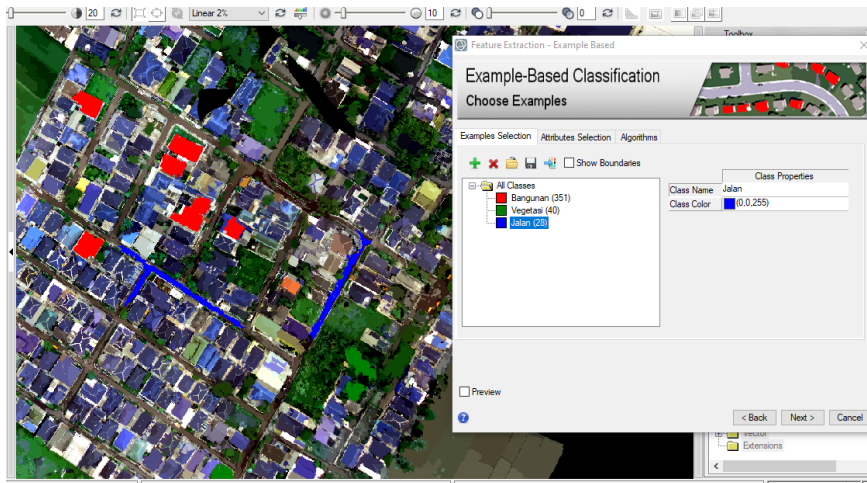 20 Linear 2% 10 0
Toolbox
Feature Extraction - Example Based
Example-Based Classification
Choose Examples
Examples Selection Attributes Selection Algorithms
Show Boundaries
All Classes
Bangunan (351)
Vegetasi (40)
Jalan (28)
Class Properties
Class Name Jalan
Class Color (0,0,255)
Preview
< Back Next > Cancel
Vector
Extensions